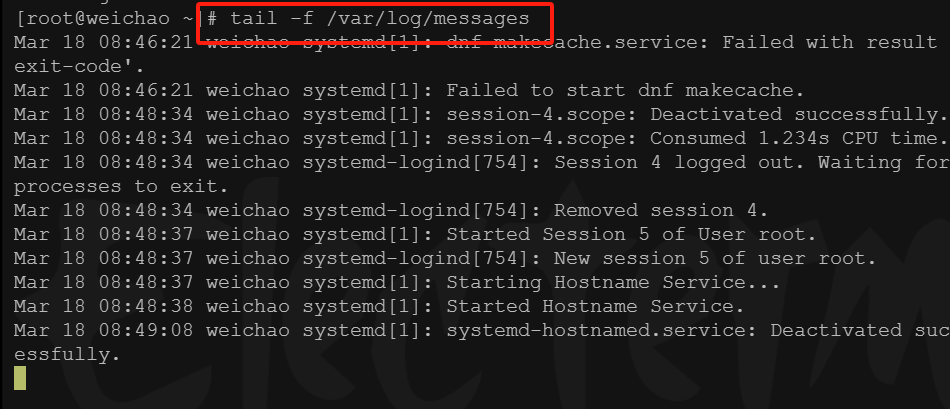 [root@weichao ~]# tail -f /var/log/messages
Mar 18 08:46:21 weichao systemd[1]: dnf-makecache.service: Failed with result
exit-code'.
Mar 18 08:46:21 weichao systemd[1]: Failed to start dnf makecache.
Mar 18 08:48:34 weichao systemd[1]: session-4.scope: Deactivated successfully.
Mar 18 08:48:34 weichao systemd[1]: session-4.scope: Consumed 1.234s CPU time.
Mar 18 08:48:34 weichao systemd-logind[754]: Session 4 logged out. Waiting for
processes to exit.
Mar 18 08:48:34 weichao systemd-logind[754]: Removed session 4.
Mar 18 08:48:37 weichao systemd[1]: Started Session 5 of User root.
Mar 18 08:48:37 weichao systemd-logind[754]: New session 5 of user root.
Mar 18 08:48:37 weichao systemd[1]: Starting Hostname Service...
Mar 18 08:48:38 weichao systemd[1]: Started Hostname Service.
Mar 18 08:49:08 weichao systemd[1]: systemd-hostnamed.service: Deactivated suc
essfully.